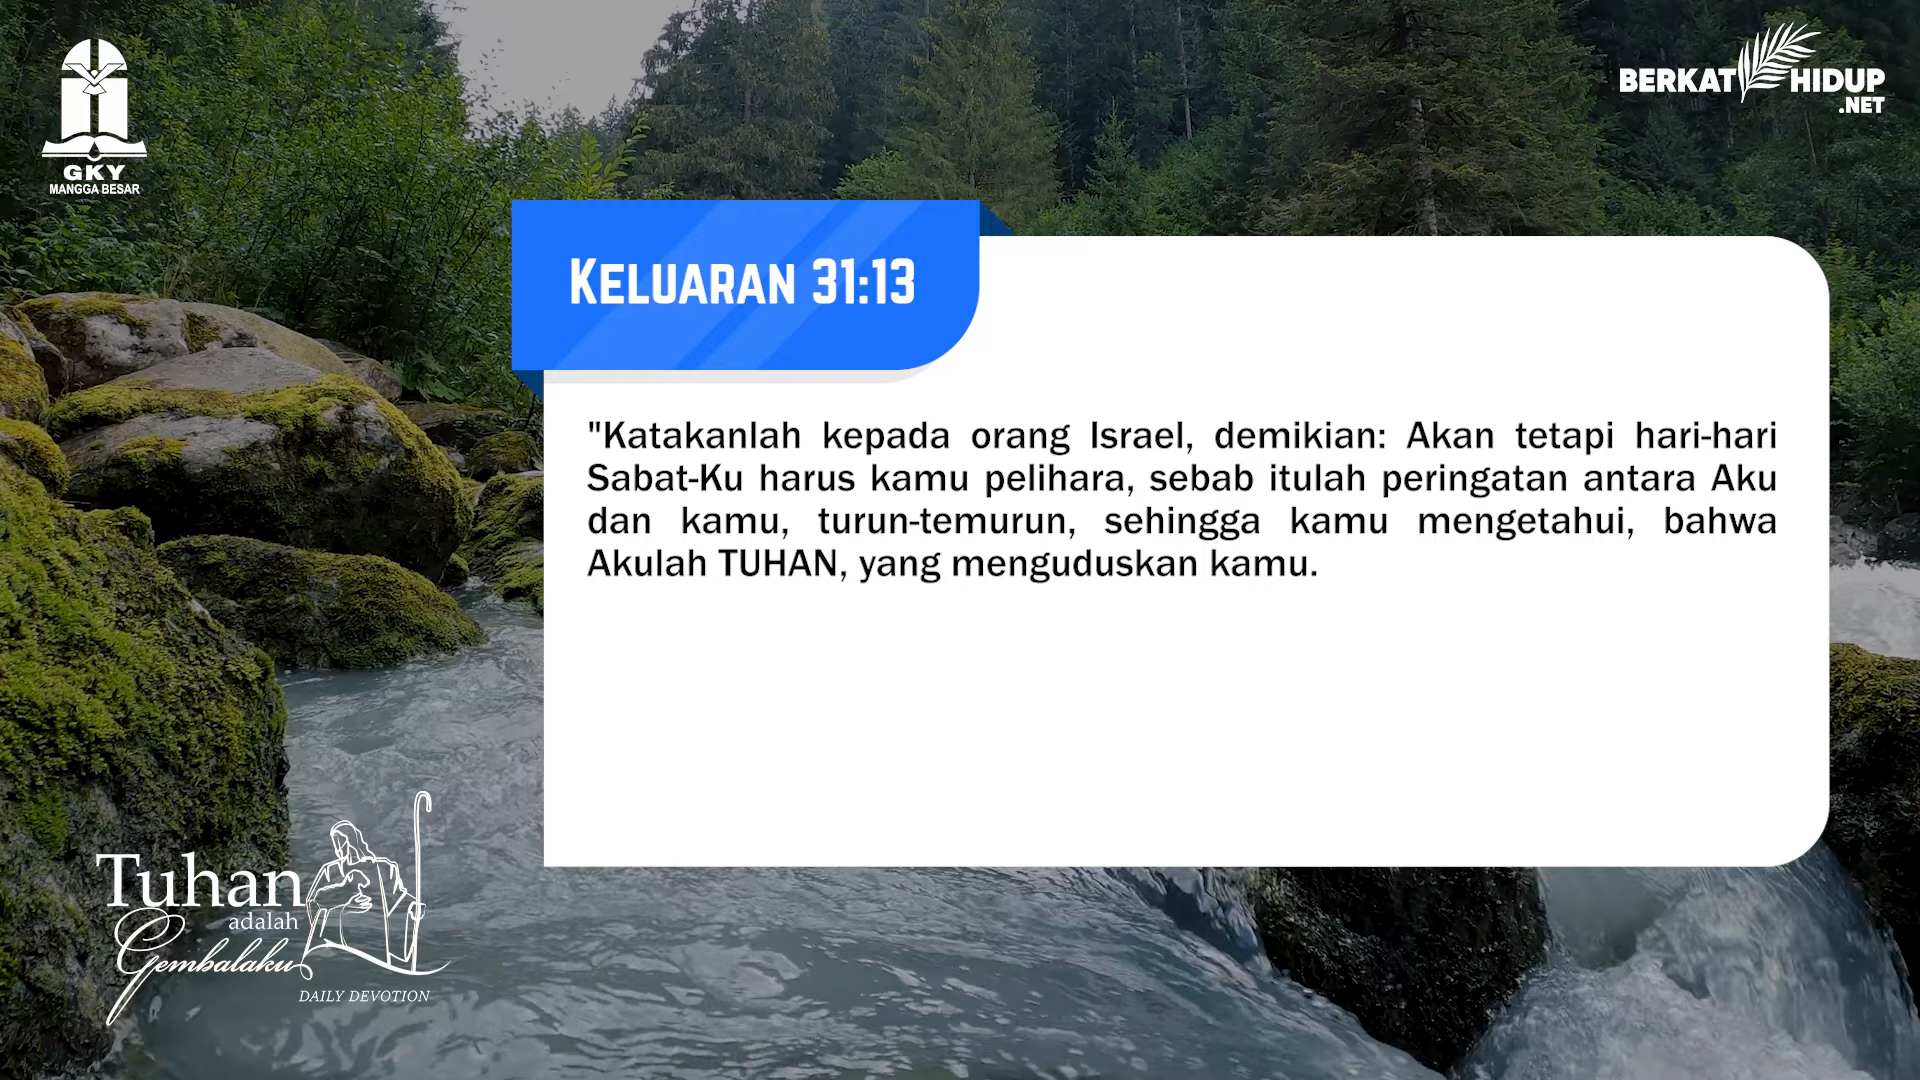 GKY
MANGGA BESAR
BERKAT HIDUP
.NET
KELUARAN 31:13
"Katakanlah kepada orang Israel, demikian: Akan tetapi hari-hari
Sabat-Ku harus kamu pelihara, sebab itulah peringatan antara Aku
dan kamu, turun-temurun, sehingga kamu mengetahui, bahwa
Akulah TUHAN, yang menguduskan kamu.
Tuhan
adalah
Gembalaku
DAILY DEVOTION